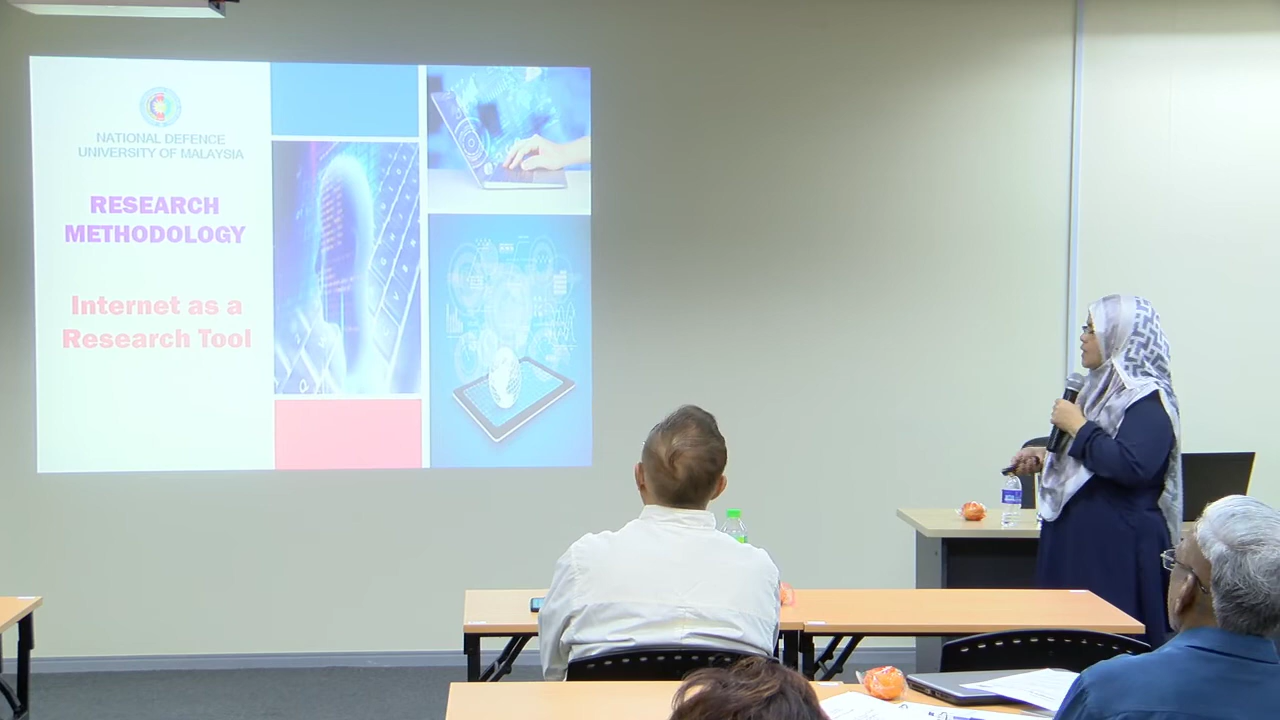 NATIONAL DEFENCE
UNIVERSITY OF MALAYSIA
RESEARCH
METHODOLOGY
Internet as a
Research Tool